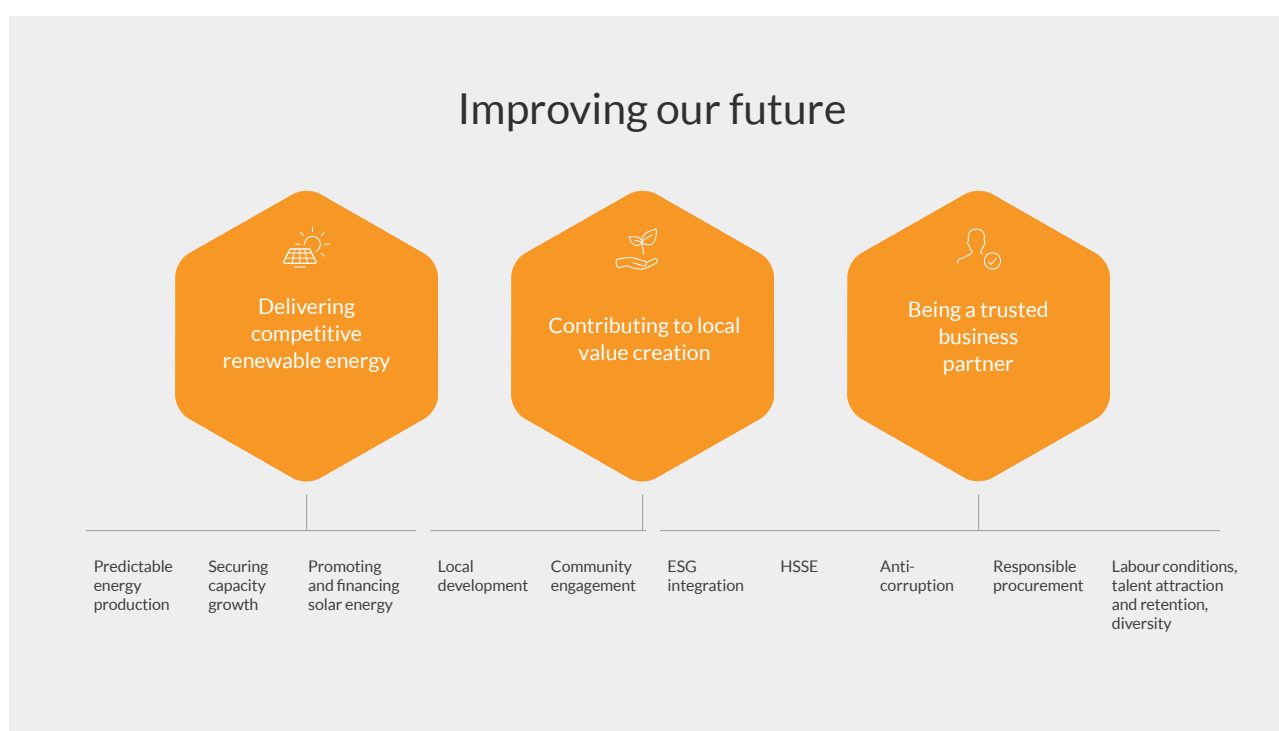 Improving our future
Delivering
competitive
renewable energy
Contributing to local
value creation
Being a trusted
business
partner
Predictable
energy
production
Securing
capacity
growth
Promoting
and financing
solar energy
Local
development
Community
engagement
ESG
integration
HSSE
Anti-
corruption
Responsible
procurement
Labour conditions,
talent attraction
and retention,
diversity